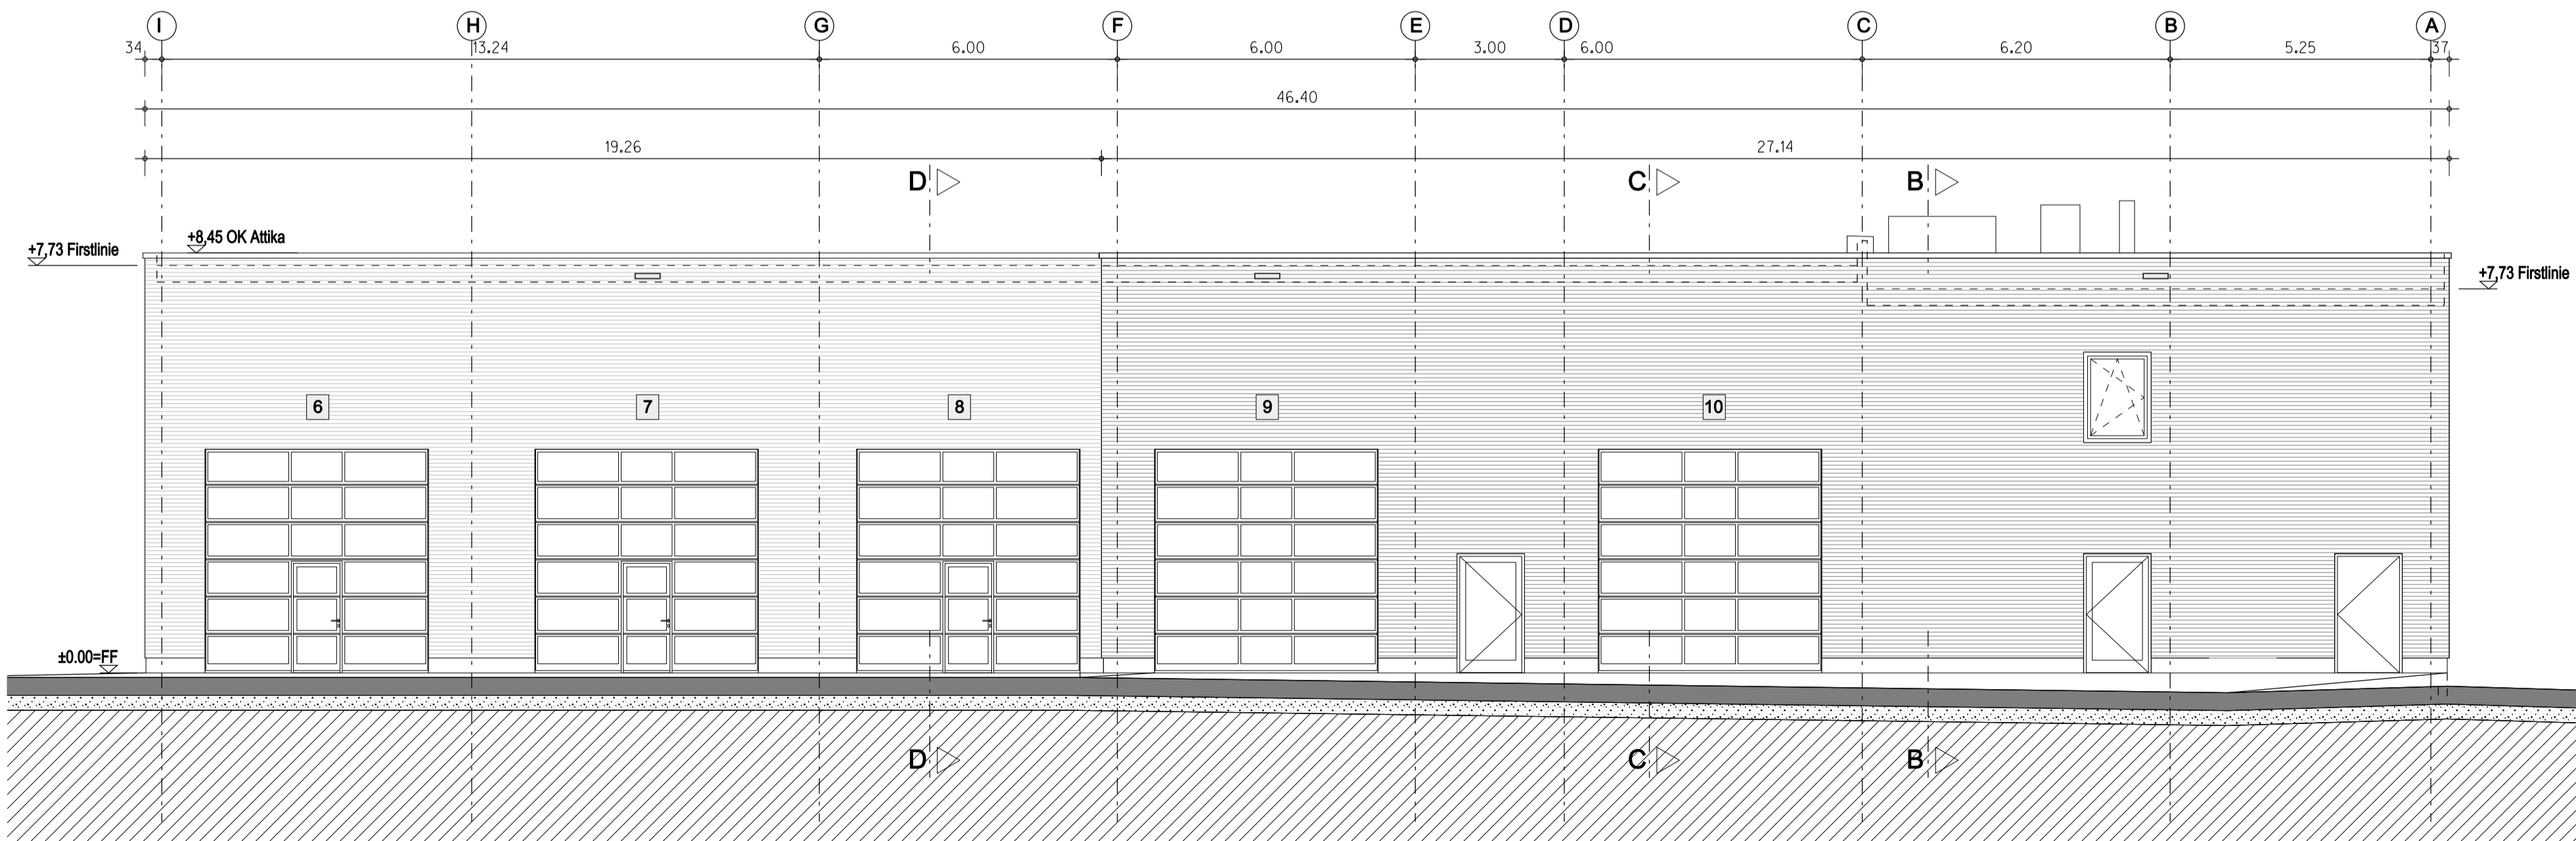 I H G F E D C B A
34 13.24 6.00 6.00 3.00 6.00 6.20 5.25 37
46.40
19.26 27.14
D C B
+8,45 OK Attika
+7,73 Firstlinie
+7,73 Firstlinie
6 7 8 9 10
±0.00=FF
D C B